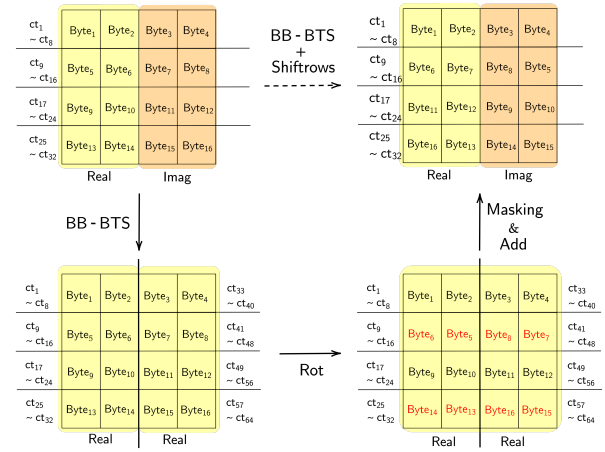 ct1 ~ ct8 Byte1 Byte2 Byte3 Byte4
ct9 ~ ct16 Byte5 Byte6 Byte7 Byte8
ct17 ~ ct24 Byte9 Byte10 Byte11 Byte12
ct25 ~ ct32 Byte13 Byte14 Byte15 Byte16
Real Imag
BB - BTS
+
Shiftrows
ct1 ~ ct8 Byte1 Byte2 Byte3 Byte4
ct9 ~ ct16 Byte6 Byte7 Byte8 Byte5
ct17 ~ ct24 Byte11 Byte12 Byte9 Byte10
ct25 ~ ct32 Byte16 Byte13 Byte14 Byte15
Real Imag
BB - BTS
Masking
&
Add
ct1 ~ ct8 Byte1 Byte2 Byte3 Byte4 ct33 ~ ct40
ct9 ~ ct16 Byte5 Byte6 Byte7 Byte8 ct41 ~ ct48
ct17 ~ ct24 Byte9 Byte10 Byte11 Byte12 ct49 ~ ct56
ct25 ~ ct32 Byte13 Byte14 Byte15 Byte16 ct57 ~ ct64
Real Real
Rot
ct1 ~ ct8 Byte1 Byte2 Byte3 Byte4 ct33 ~ ct40
ct9 ~ ct16 Byte6 Byte5 Byte8 Byte7 ct41 ~ ct48
ct17 ~ ct24 Byte9 Byte10 Byte11 Byte12 ct49 ~ ct56
ct25 ~ ct32 Byte14 Byte13 Byte16 Byte15 ct57 ~ ct64
Real Real